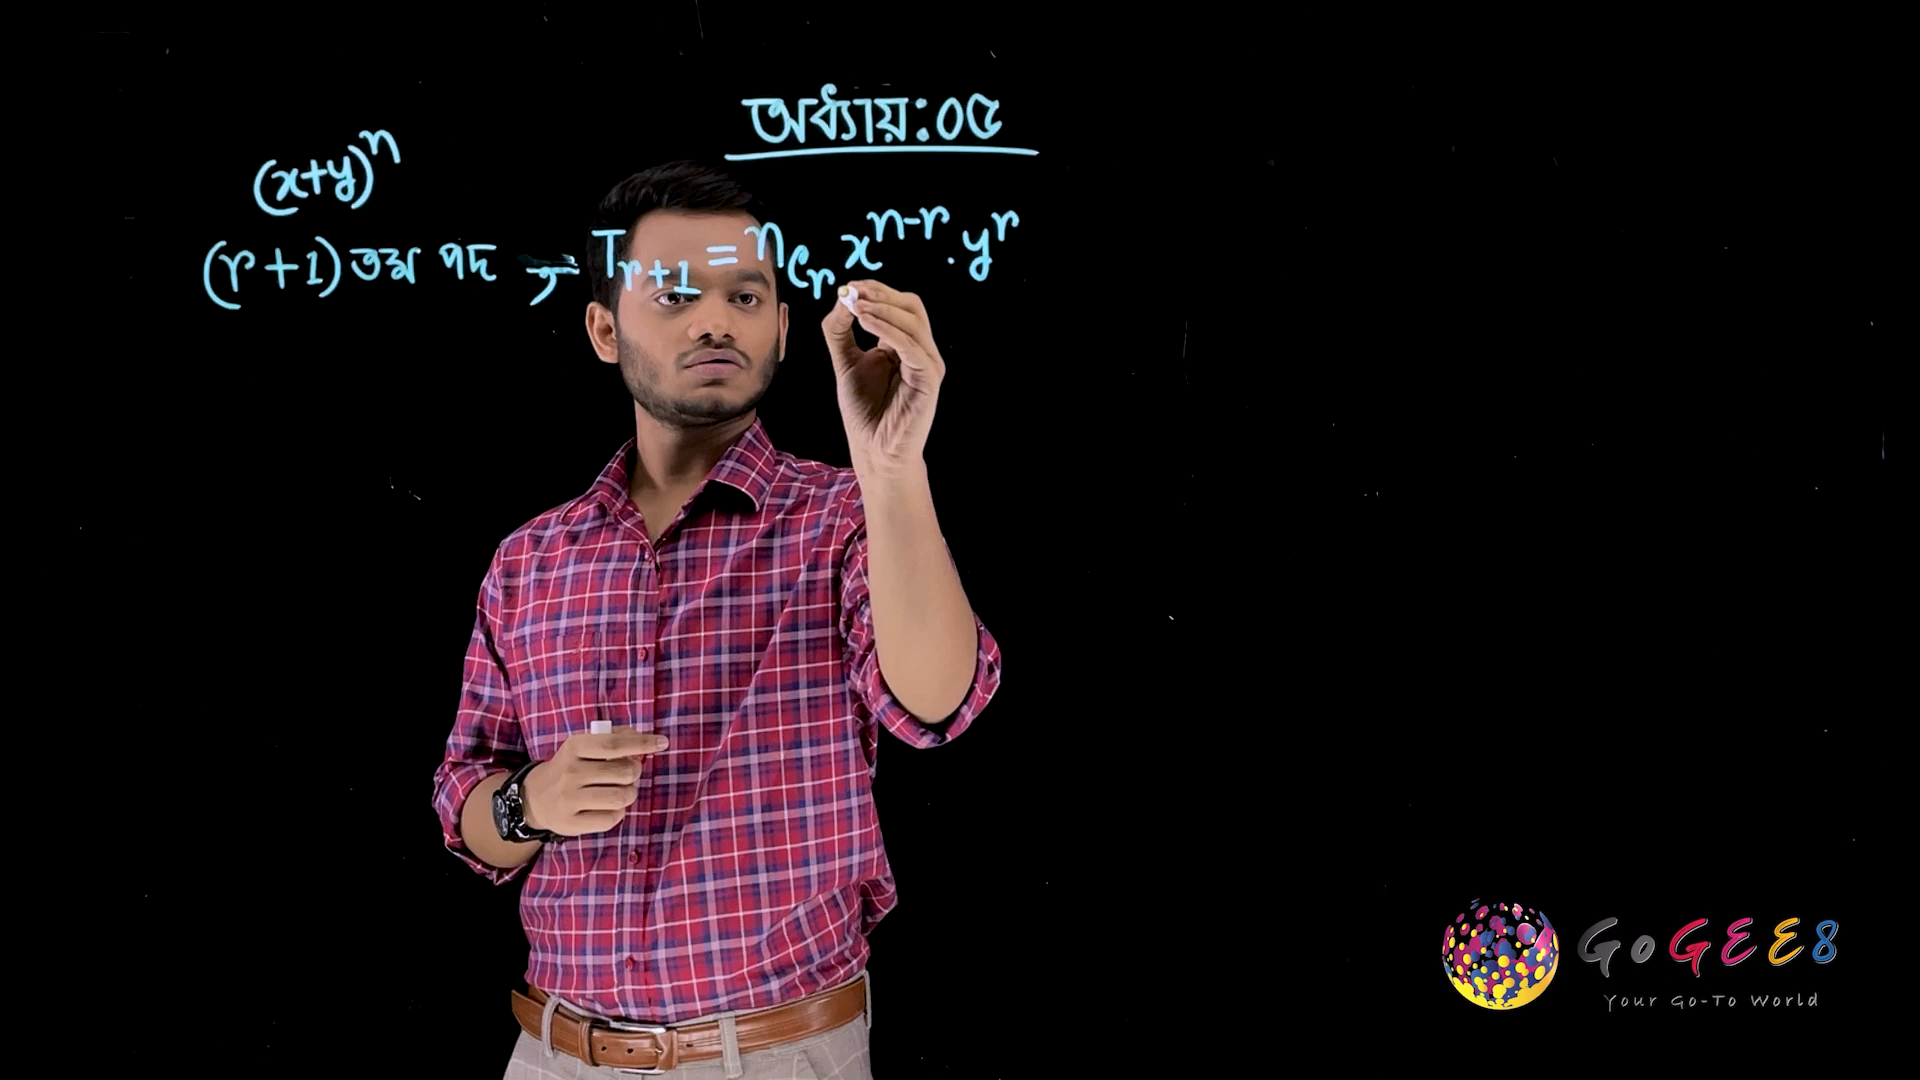 অধ্যায়:০৫
(x+y)ⁿ
(r+1)তম পদ → Tᵣ₊₁ = ⁿCᵣ xⁿ⁻ʳ.yʳ
GoGEE8
Your Go-To World